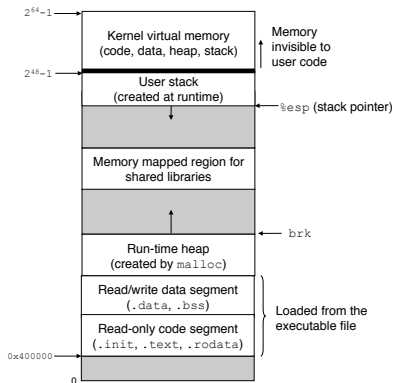 2^64-1
Kernel virtual memory
(code, data, heap, stack)
Memory
invisible to
user code
2^48-1
User stack
(created at runtime)
%esp (stack pointer)
Memory mapped region for
shared libraries
brk
Run-time heap
(created by malloc)
Read/write data segment
(.data, .bss)
Loaded from the
executable file
Read-only code segment
(.init, .text, .rodata)
0x400000
0